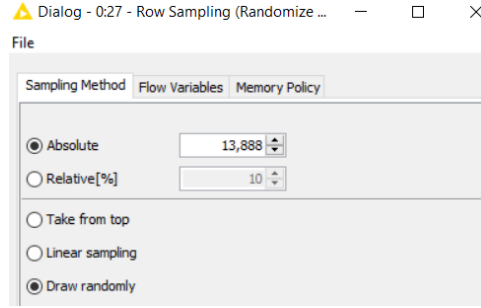 Dialog - 0:27 - Row Sampling (Randomize ...
File
Sampling Method Flow Variables Memory Policy
Absolute 13,888
Relative[%] 10
Take from top
Linear sampling
Draw randomly